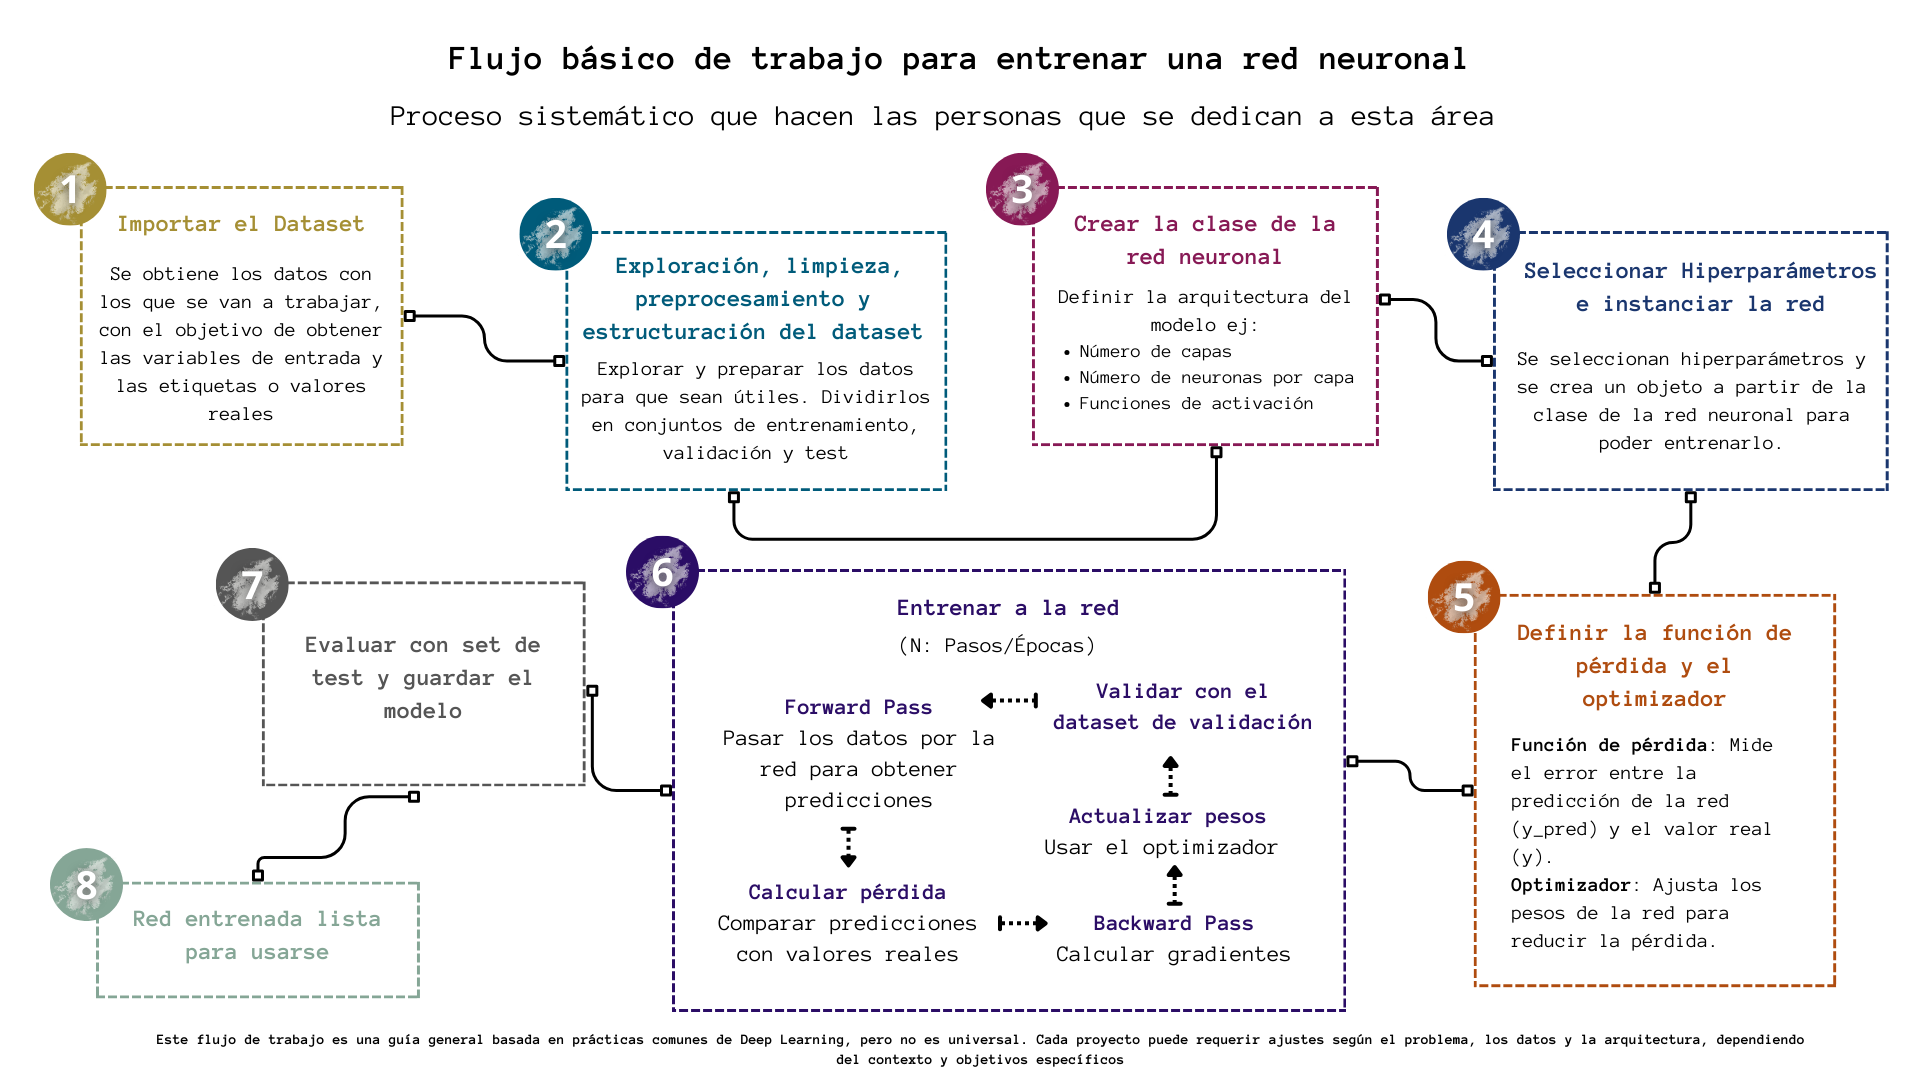 Flujo básico de trabajo para entrenar una red neuronal
Proceso sistemático que hacen las personas que se dedican a esta área
1
Importar el Dataset
Se obtiene los datos con
los que se van a trabajar,
con el objetivo de obtener
las variables de entrada y
las etiquetas o valores
reales
2
Exploración, limpieza,
preprocesamiento y
estructuración del dataset
Explorar y preparar los datos
para que sean útiles. Dividirlos
en conjuntos de entrenamiento,
validación y test
3
Crear la clase de la
red neuronal
Definir la arquitectura del
modelo ej:
• Número de capas
• Número de neuronas por capa
• Funciones de activación
4
Seleccionar Hiperparámetros
e instanciar la red
Se seleccionan hiperparámetros y
se crea un objeto a partir de la
clase de la red neuronal para
poder entrenarlo.
5
Definir la función de
pérdida y el
optimizador
Función de pérdida: Mide
el error entre la
predicción de la red
(y_pred) y el valor real
(y).
Optimizador: Ajusta los
pesos de la red para
reducir la pérdida.
6
Entrenar a la red
(N: Pasos/Épocas)
Forward Pass
Pasar los datos por la
red para obtener
predicciones
Calcular pérdida
Comparar predicciones
con valores reales
Backward Pass
Calcular gradientes
Actualizar pesos
Usar el optimizador
Validar con el
dataset de validación
7
Evaluar con set de
test y guardar el
modelo
8
Red entrenada lista
para usarse
Este flujo de trabajo es una guía general basada en prácticas comunes de Deep Learning, pero no es universal. Cada proyecto puede requerir ajustes según el problema, los datos y la arquitectura, dependiendo
del contexto y objetivos específicos